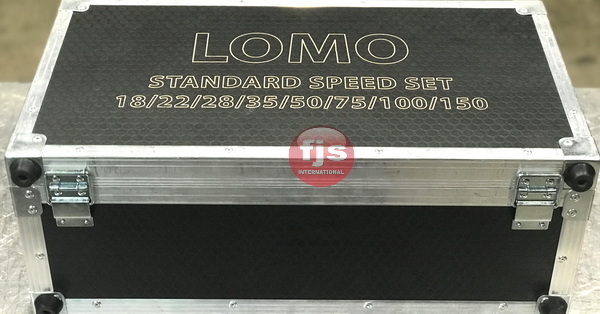 LOMO
STANDARD SPEED SET
18/22/28/35/50/75/100/150
fjs
INTERNATIONAL